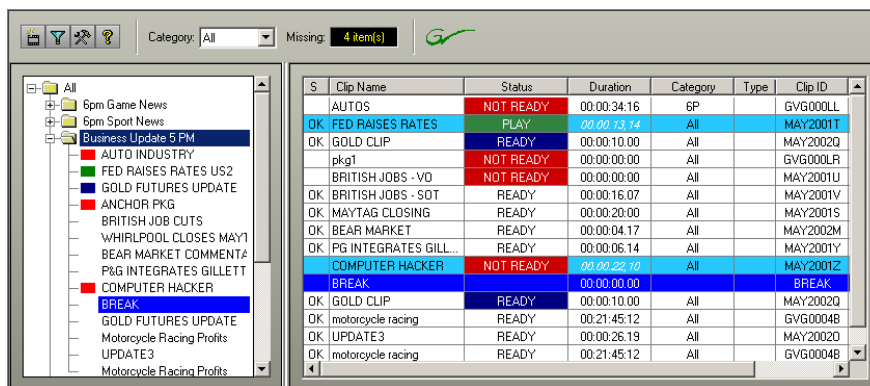 Category: All Missing: 4 item(s)
All
6pm Game News
6pm Sport News
Business Update 5 PM
AUTO INDUSTRY
FED RAISES RATES US2
GOLD FUTURES UPDATE
ANCHOR PKG
BRITISH JOB CUTS
WHIRLPOOL CLOSES MAYT
BEAR MARKET COMMENTA
P&G INTEGRATES GILLETT
COMPUTER HACKER
BREAK
GOLD FUTURES UPDATE
Motorcycle Racing Profits
UPDATE3
Motorcycle Racing Profits
S Clip Name Status Duration Category Type Clip ID
AUTOS NOT READY 00:00:34:16 6P GVG000LL
OK FED RAISES RATES PLAY 00.00.13,14 All MAY2001T
OK GOLD CLIP READY 00:00:10.00 All MAY2002Q
pkg1 NOT READY 00:00:00:00 All GVG000LR
BRITISH JOBS - VO NOT READY 00:00:00:00 All MAY2001U
OK BRITISH JOBS - SOT READY 00:00:16.07 All MAY2001V
OK MAYTAG CLOSING READY 00:00:20:00 All MAY2001S
OK BEAR MARKET READY 00:00:04.17 All MAY2002M
OK PG INTEGRATES GILL... READY 00:00:06.14 All MAY2001Y
COMPUTER HACKER NOT READY 00.00.22,10 All MAY2001Z
BREAK 00:00:00.00 BREAK
OK GOLD CLIP READY 00:00:10.00 All MAY2002Q
OK motorcycle racing READY 00:21:45:12 All GVG0004B
OK UPDATE3 READY 00:00:26.19 All MAY2002O
OK motorcycle racing READY 00:21:45:12 All GVG0004B